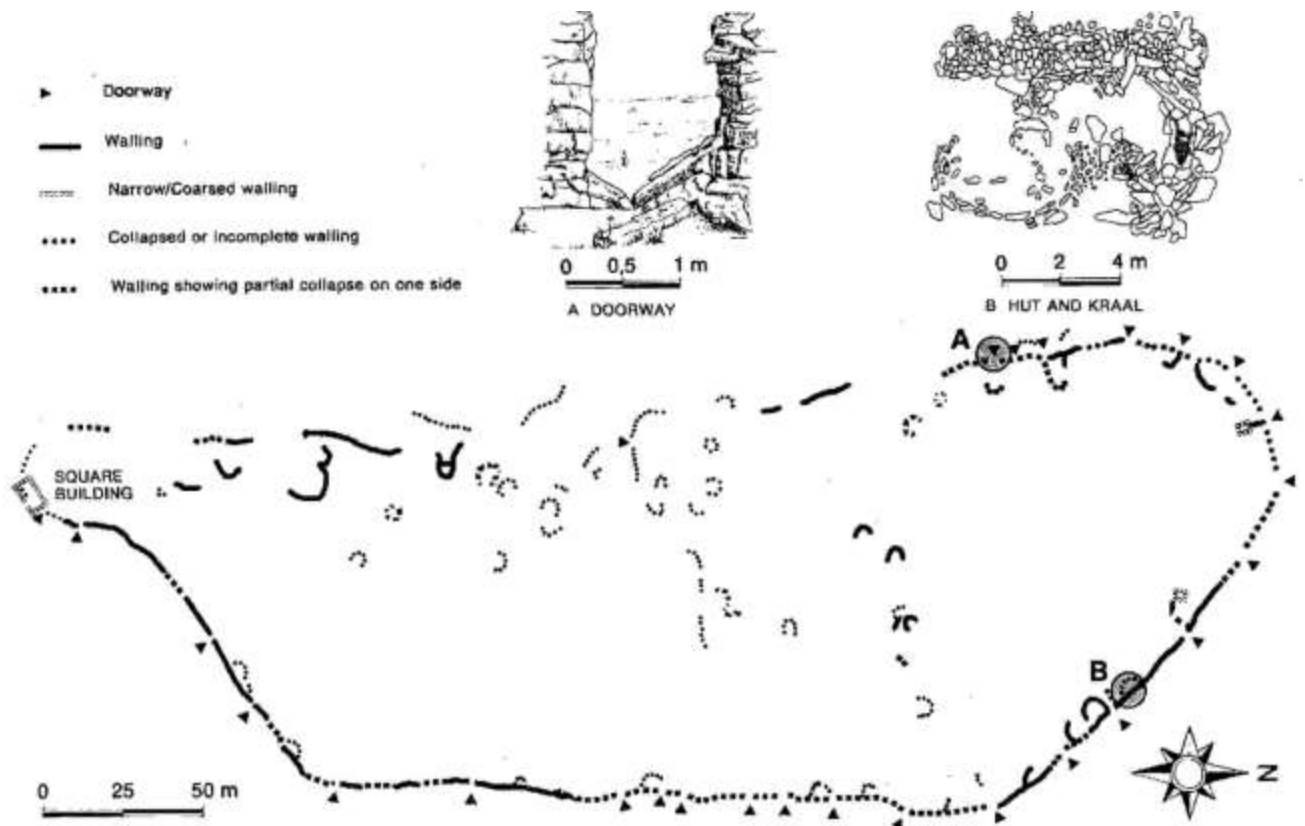 Doorway
Walling
Narrow/Coarsed walling
Collapsed or incomplete walling
Walling showing partial collapse on one side
0 0,5 1 m
A DOORWAY
0 2 4 m
B HUT AND KRAAL
A
SQUARE
BUILDING
B
0 25 50 m
N